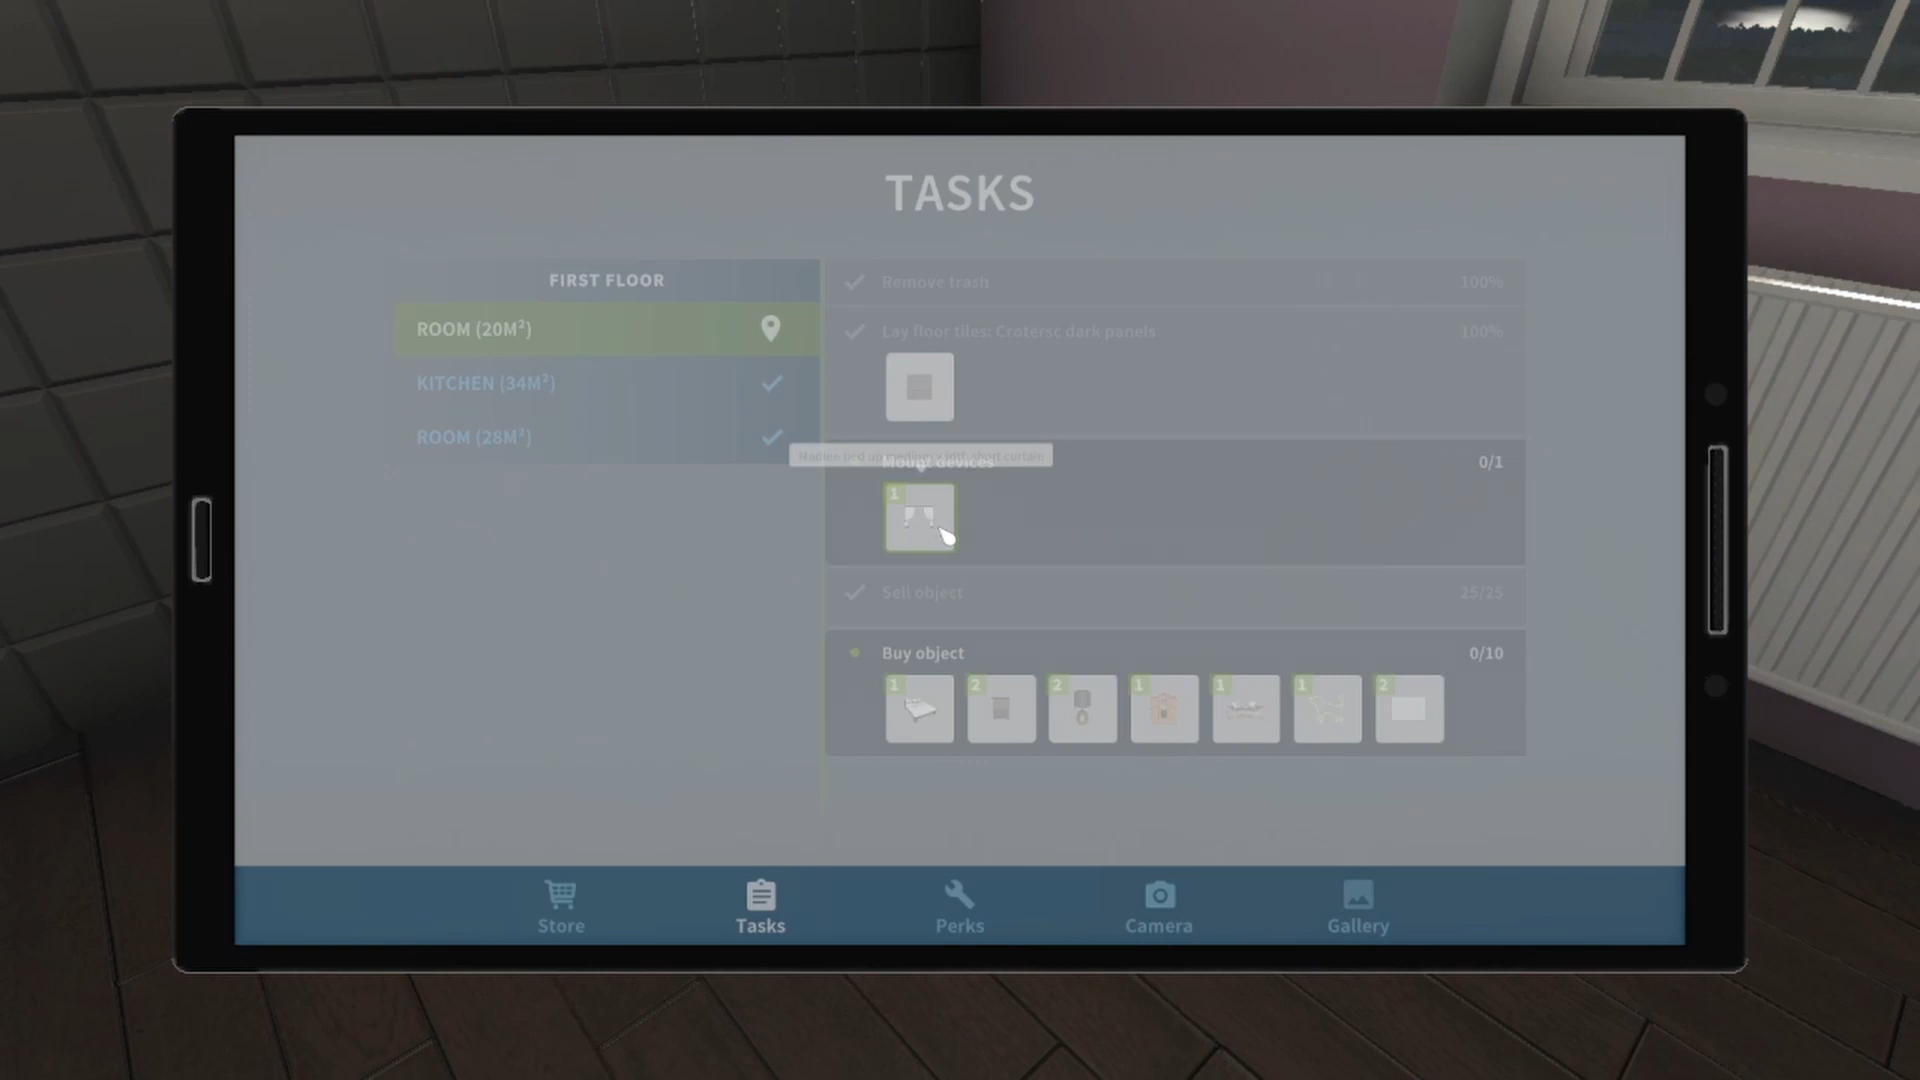 TASKS
FIRST FLOOR
ROOM (20M²)
KITCHEN (34M²)
ROOM (28M²)
Remove trash 100%
Lay floor tiles: Crotersc dark panels 100%
short curtain
Mount devices 0/1
1
Sell object 25/25
Buy object 0/10
1 2 2 1 1 1 2
Store Tasks Perks Camera Gallery